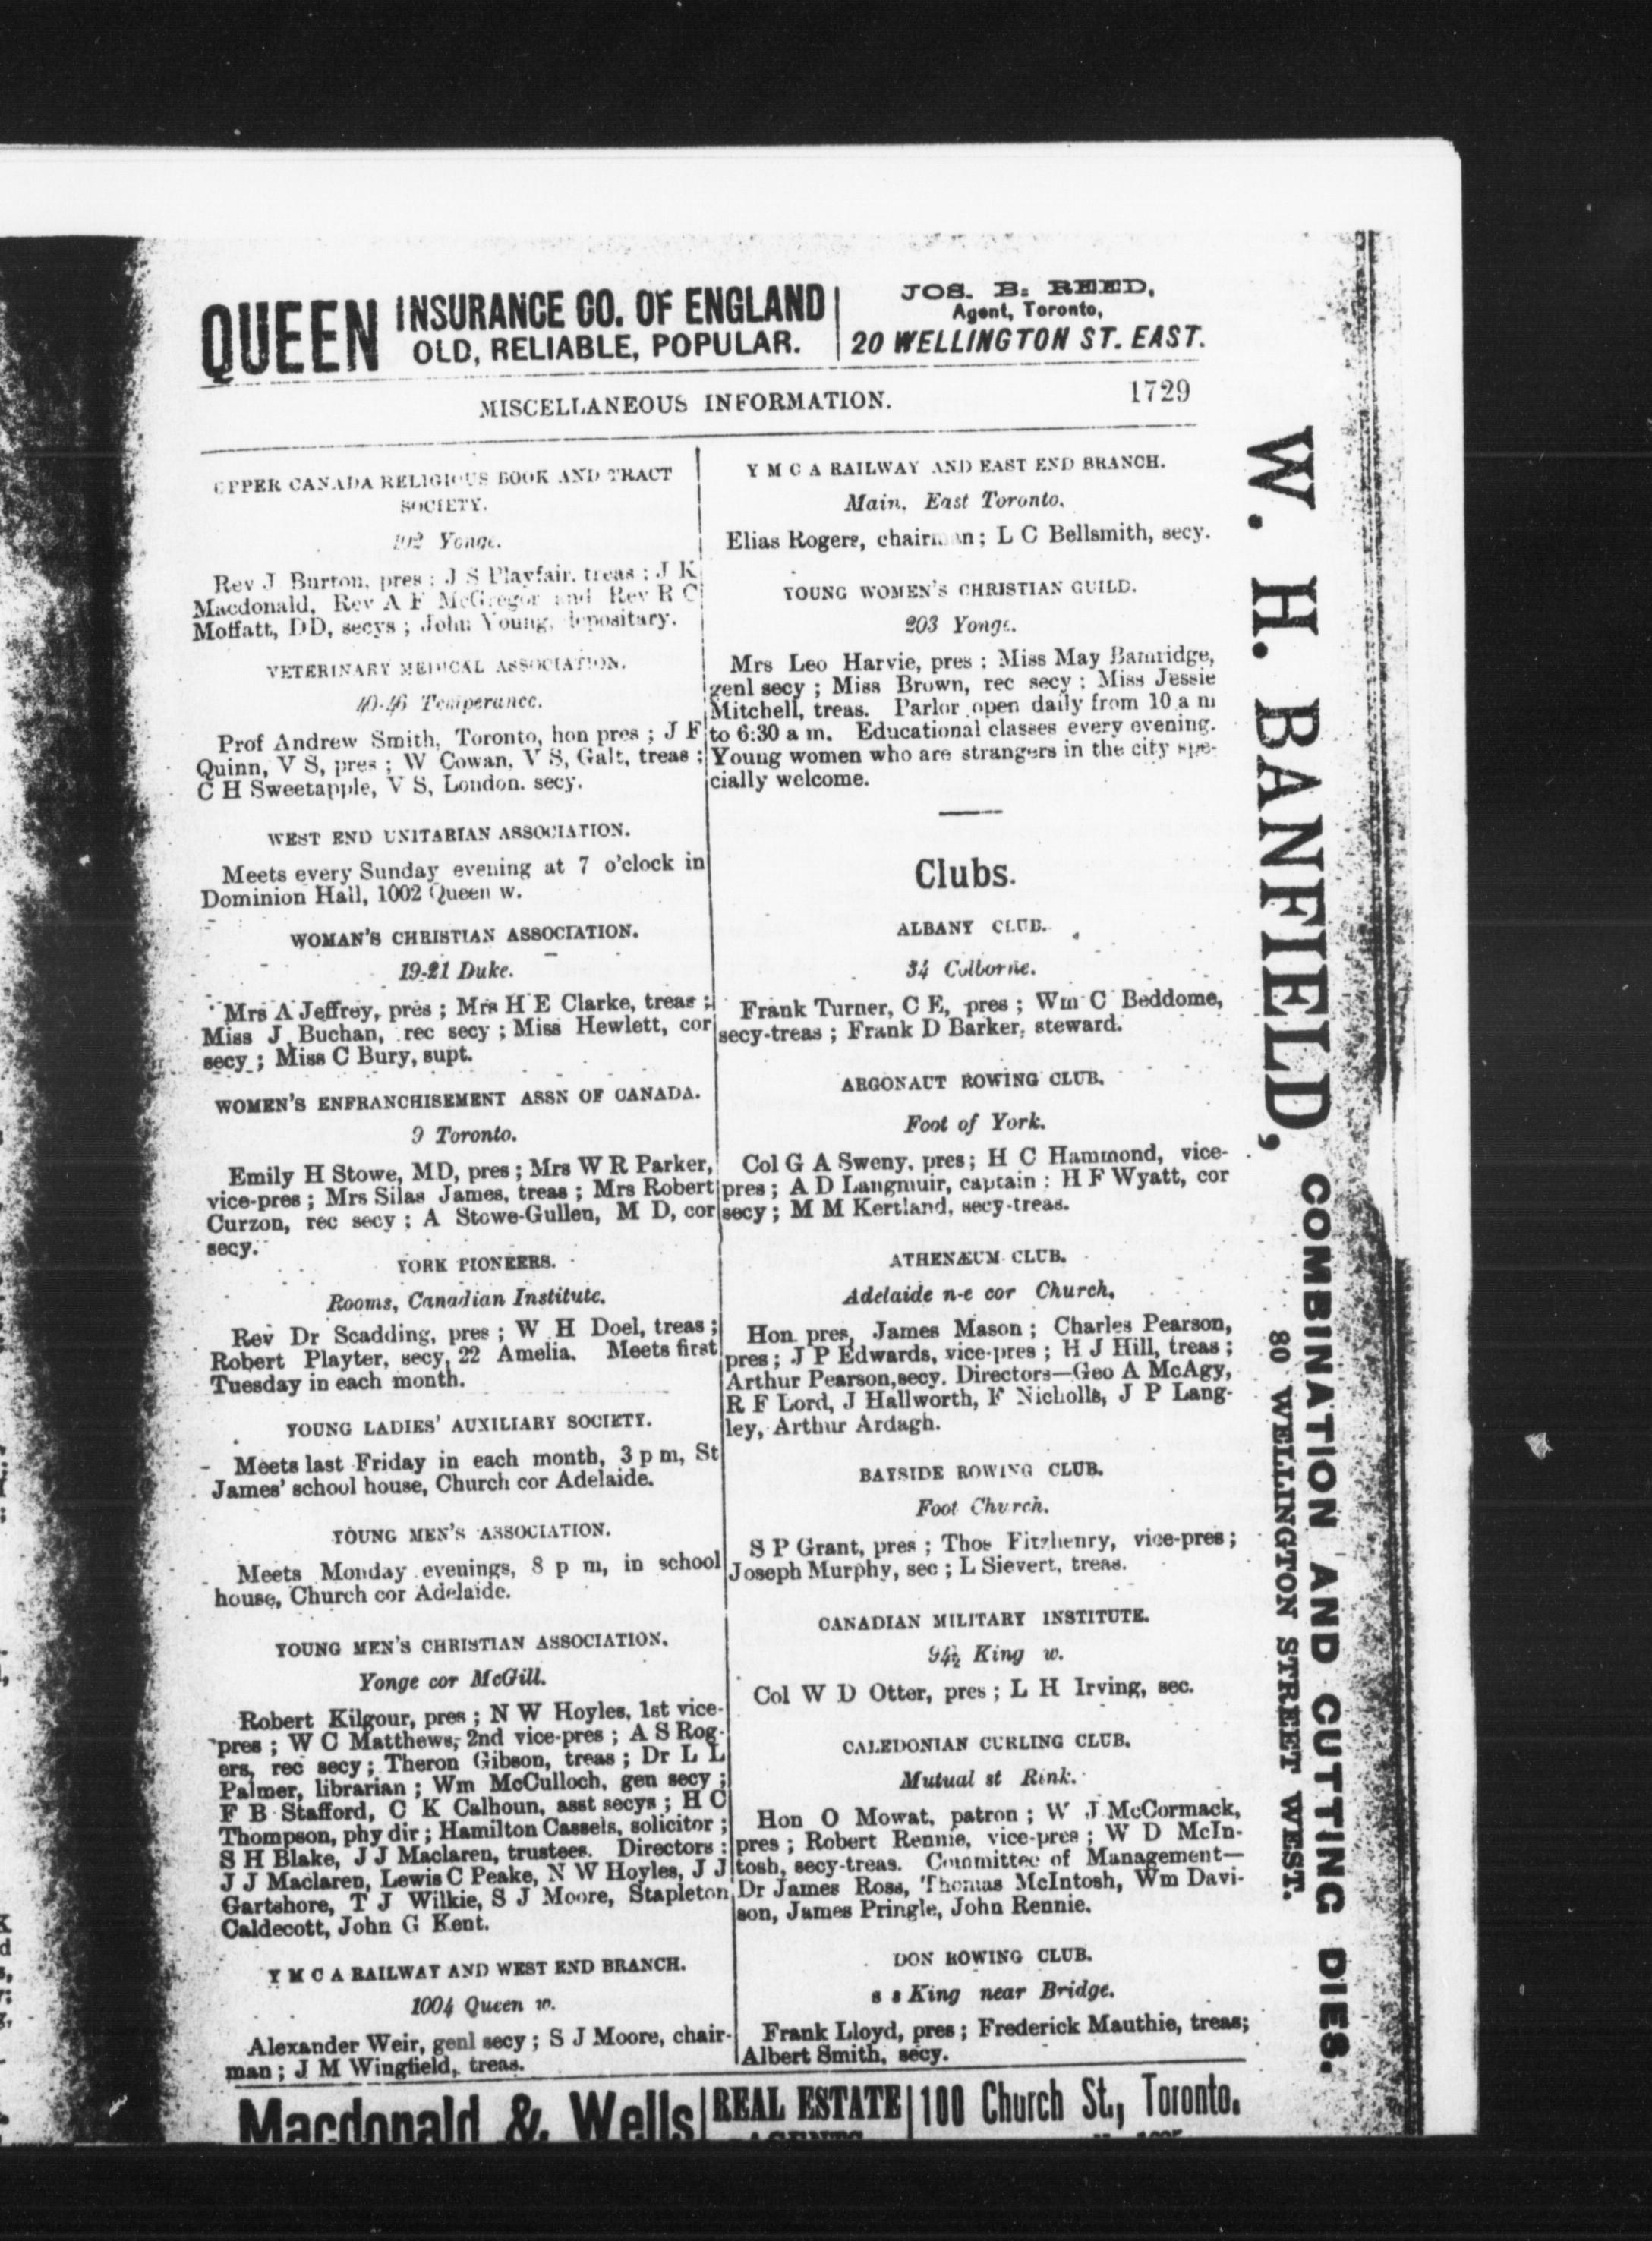 QUEEN INSURANCE CO. OF ENGLAND
OLD, RELIABLE, POPULAR.
JOS. B. REED,
Agent, Toronto,
20 WELLINGTON ST. EAST.
MISCELLANEOUS INFORMATION. 1729
UPPER CANADA RELIGIOUS BOOK AND TRACT
SOCIETY.
102 Yonge.
Rev J Burton, pres ; J S Playfair, treas ; J K
Macdonald, Rev A F McGregor and Rev R C
Moffatt, DD, secys ; John Young, depositary.
VETERINARY MEDICAL ASSOCIATION.
40-46 Temperance.
Prof Andrew Smith, Toronto, hon pres ; J F
Quinn, V S, pres ; W Cowan, V S, Galt, treas ;
C H Sweetapple, V S, London. secy.
WEST END UNITARIAN ASSOCIATION.
Meets every Sunday evening at 7 o'clock in
Dominion Hall, 1002 Queen w.
WOMAN'S CHRISTIAN ASSOCIATION.
19-21 Duke.
Mrs A Jeffrey, pres ; Mrs H E Clarke, treas ;
Miss J Buchan, rec secy ; Miss Hewlett, cor
secy ; Miss C Bury, supt.
WOMEN'S ENFRANCHISEMENT ASSN OF CANADA.
9 Toronto.
Emily H Stowe, MD, pres ; Mrs W R Parker,
vice-pres ; Mrs Silas James, treas ; Mrs Robert
Curzon, rec secy ; A Stowe-Gullen, M D, cor
secy.
YORK PIONEERS.
Rooms, Canadian Institute.
Rev Dr Scadding, pres ; W H Doel, treas ;
Robert Playter, secy, 22 Amelia. Meets first
Tuesday in each month.
YOUNG LADIES' AUXILIARY SOCIETY.
Meets last Friday in each month, 3 p m, St
James' school house, Church cor Adelaide.
YOUNG MEN'S ASSOCIATION.
Meets Monday evenings, 8 p m, in school
house, Church cor Adelaide.
YOUNG MEN'S CHRISTIAN ASSOCIATION.
Yonge cor McGill.
Robert Kilgour, pres ; N W Hoyles, 1st vice-
pres ; W C Matthews, 2nd vice-pres ; A S Rog-
ers, rec secy ; Theron Gibson, treas ; Dr L L
Palmer, librarian ; Wm McCulloch, gen secy ;
F B Stafford, C K Calhoun, asst secys ; H C
Thompson, phy dir ; Hamilton Cassels, solicitor ;
S H Blake, J J Maclaren, trustees. Directors :
J J Maclaren, Lewis C Peake, N W Hoyles, J J
Gartshore, T J Wilkie, S J Moore, Stapleton
Caldecott, John G Kent.
Y M C A RAILWAY AND WEST END BRANCH.
1004 Queen w.
Alexander Weir, genl secy ; S J Moore, chair-
man ; J M Wingfield, treas.
Y M C A RAILWAY AND EAST END BRANCH.
Main, East Toronto.
Elias Rogers, chairman ; L C Bellsmith, secy.
YOUNG WOMEN'S CHRISTIAN GUILD.
203 Yonge.
Mrs Leo Harvie, pres ; Miss May Bamridge,
genl secy ; Miss Brown, rec secy ; Miss Jessie
Mitchell, treas. Parlor open daily from 10 a m
to 6:30 a m. Educational classes every evening.
Young women who are strangers in the city spe-
cially welcome.
Clubs.
ALBANY CLUB.
34 Colborne.
Frank Turner, C E, pres ; Wm C Beddome,
secy-treas ; Frank D Barker, steward.
ARGONAUT ROWING CLUB.
Foot of York.
Col G A Sweny, pres ; H C Hammond, vice-
pres ; A D Langmuir, captain ; H F Wyatt, cor
secy ; M M Kertland, secy-treas.
ATHENÆUM CLUB.
Adelaide n-e cor Church.
Hon pres, James Mason ; Charles Pearson,
pres ; J P Edwards, vice-pres ; H J Hill, treas ;
Arthur Pearson, secy. Directors—Geo A McAgy,
R F Lord, J Hallworth, F Nicholls, J P Lang-
ley, Arthur Ardagh.
BAYSIDE ROWING CLUB.
Foot Church.
S P Grant, pres ; Thos Fitzhenry, vice-pres ;
Joseph Murphy, sec ; L Sievert, treas.
CANADIAN MILITARY INSTITUTE.
94½ King w.
Col W D Otter, pres ; L H Irving, sec.
CALEDONIAN CURLING CLUB.
Mutual st Rink.
Hon O Mowat, patron ; W J McCormack,
pres ; Robert Rennie, vice-pres ; W D McIn-
tosh, secy-treas. Committee of Management—
Dr James Ross, Thomas McIntosh, Wm Davi-
son, James Pringle, John Rennie.
DON ROWING CLUB.
s s King near Bridge.
Frank Lloyd, pres ; Frederick Mauthie, treas ;
Albert Smith, secy.
W. H. BANFIELD, COMBINATION AND CUTTING DIES.
80 WELLINGTON STREET WEST.
Macdonald & Wells REAL ESTATE 100 Church St., Toronto.